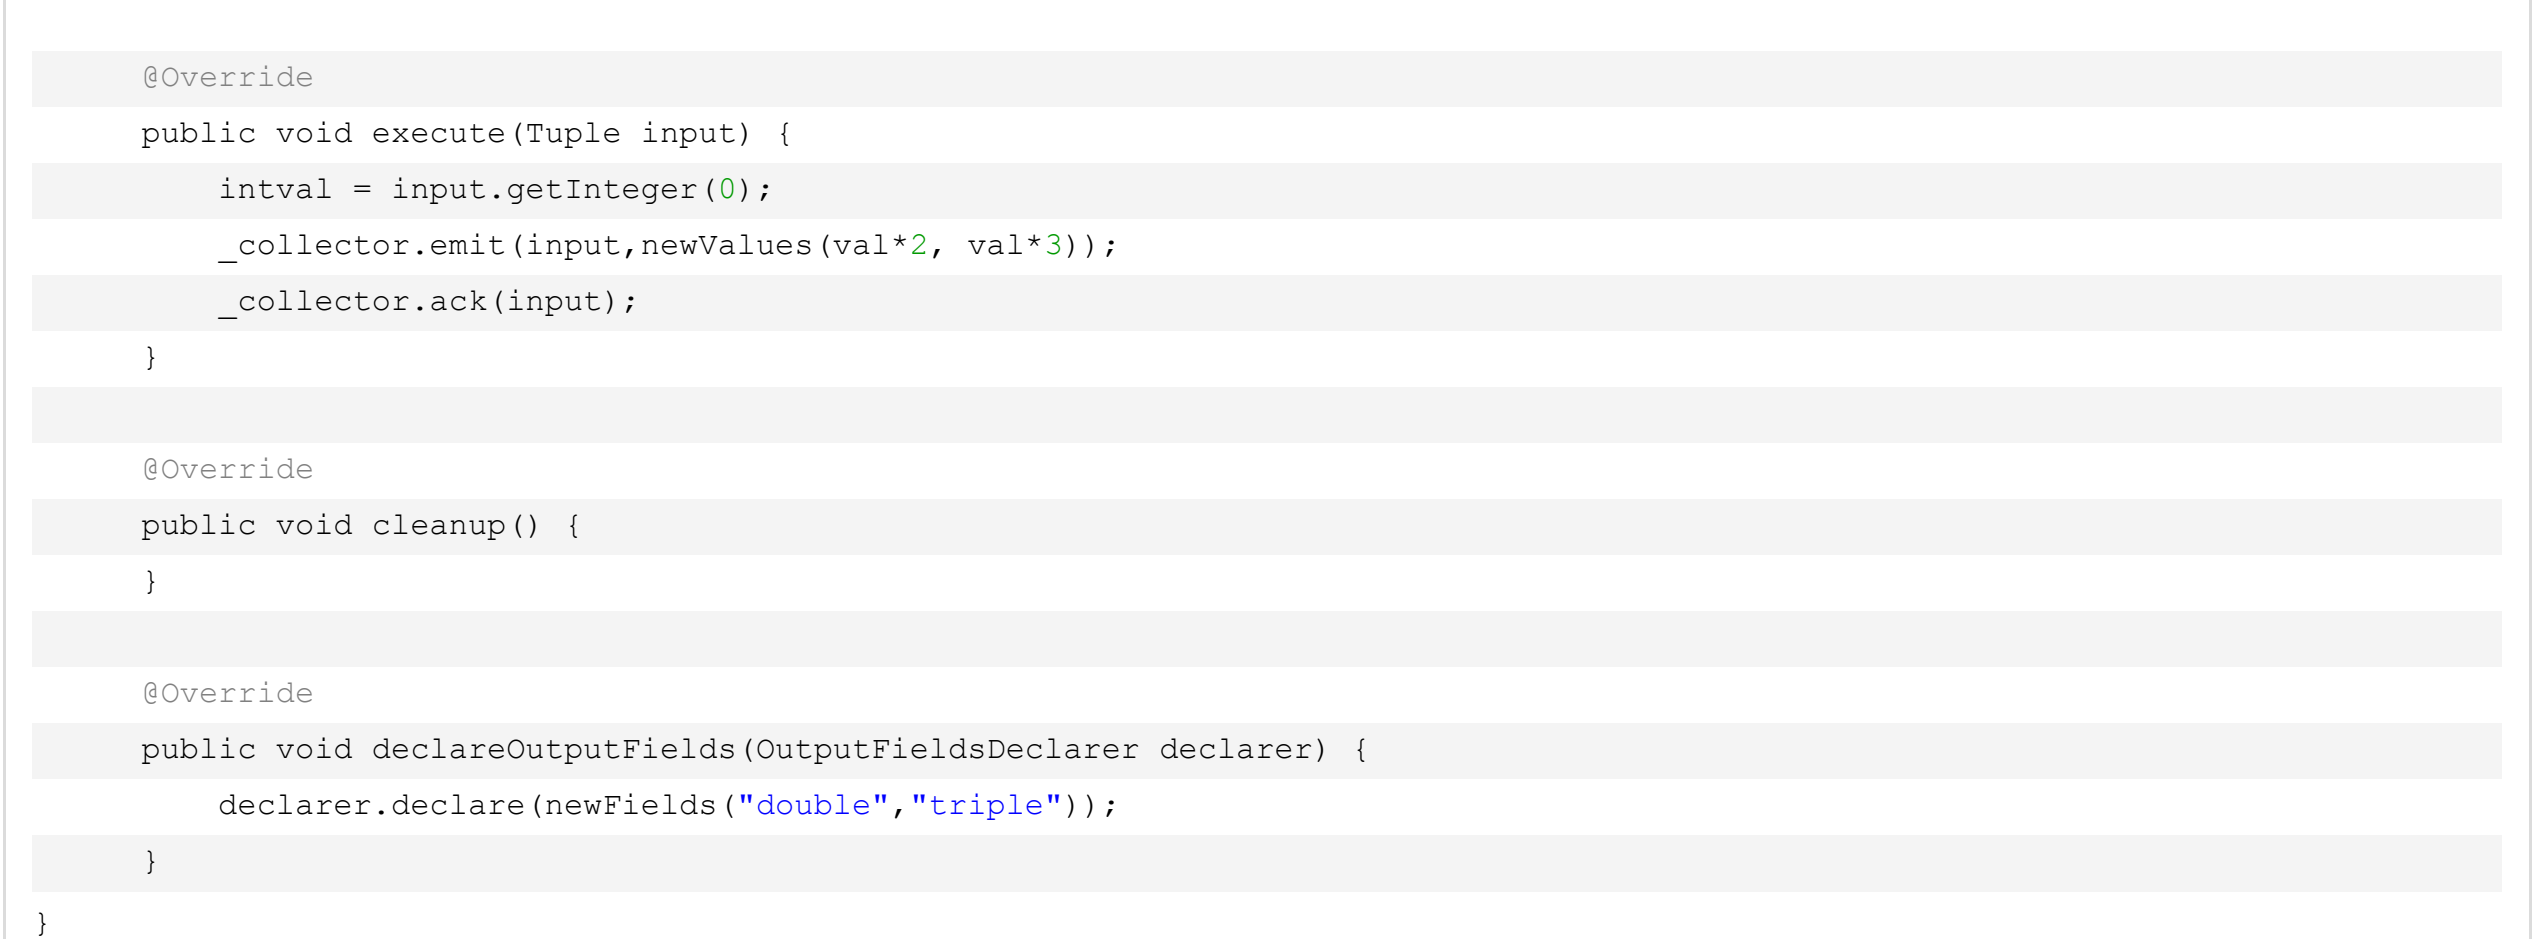 @Override
public void execute(Tuple input) {
intval = input.getInteger(0);
_collector.emit(input,newValues(val*2, val*3));
_collector.ack(input);
}
@Override
public void cleanup() {
}
@Override
public void declareOutputFields(OutputFieldsDeclarer declarer) {
declarer.declare(newFields("double","triple"));
}
}